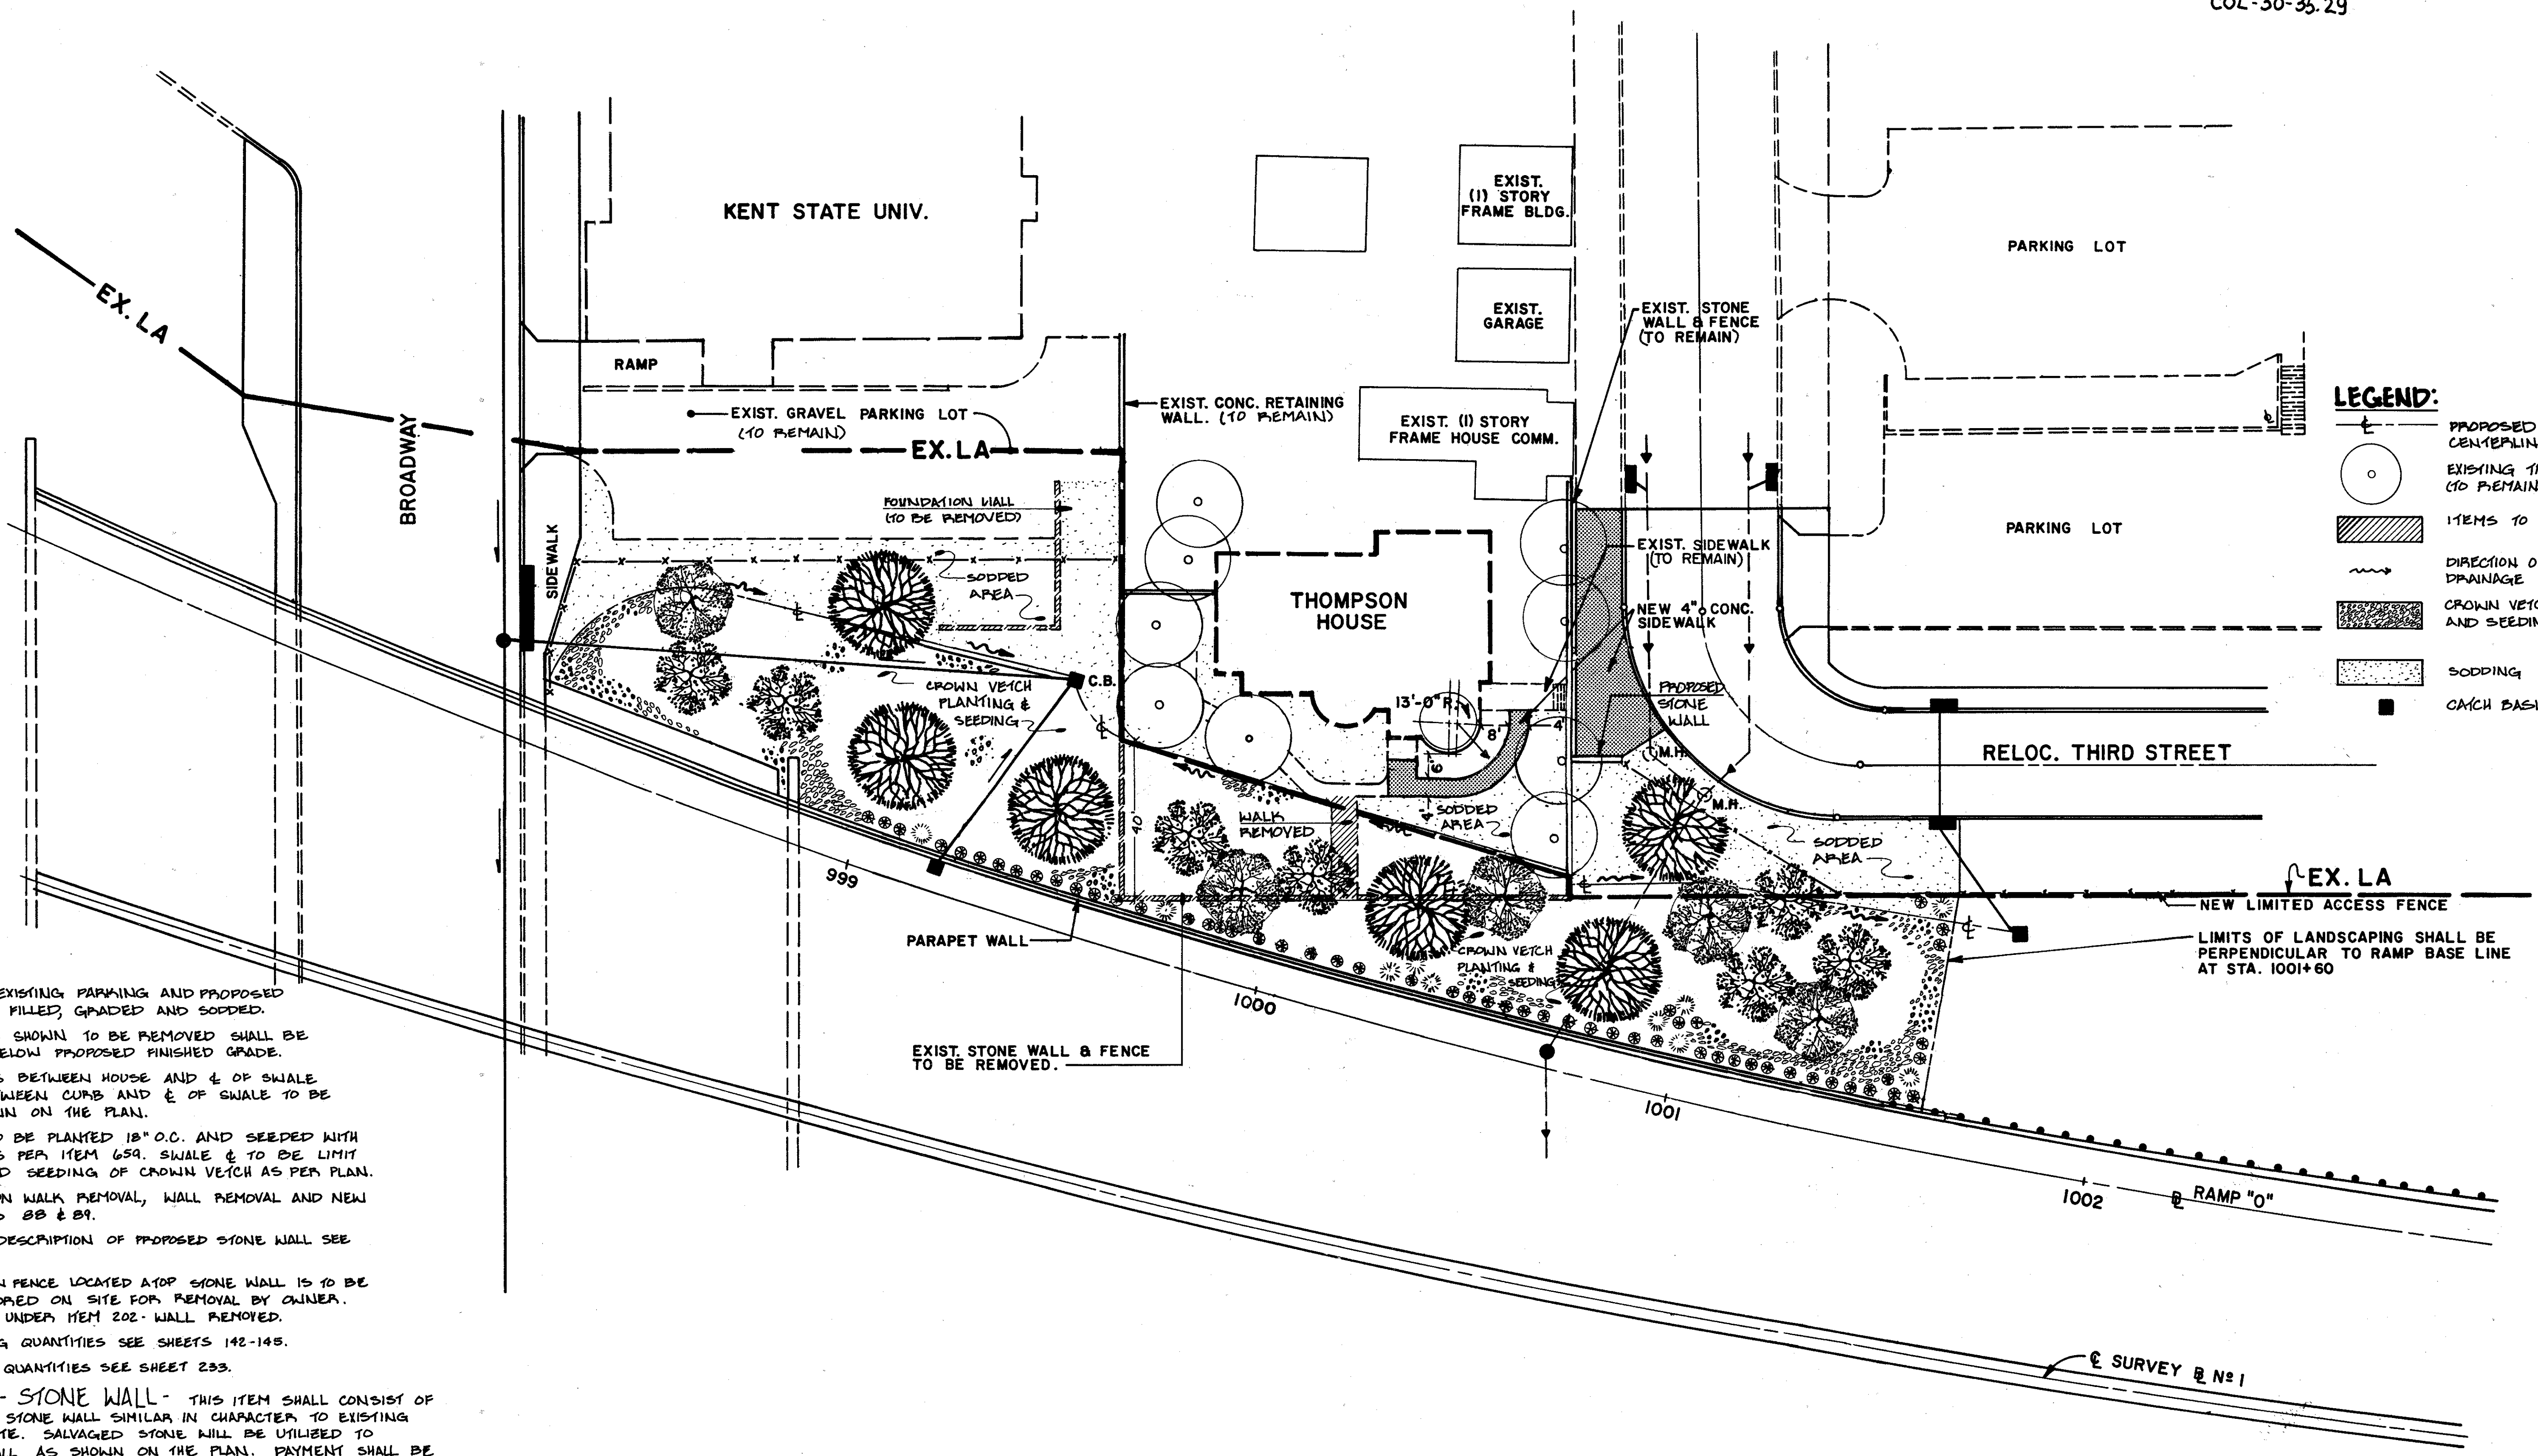 COL-30-35.29
KENT STATE UNIV.
EXIST.
(1) STORY
FRAME BLDG.
PARKING LOT
EX. LA
EXIST.
GARAGE
EXIST. STONE
WALL & FENCE
(TO REMAIN)
RAMP
EXIST. GRAVEL PARKING LOT
(TO REMAIN)
EXIST. CONC. RETAINING
WALL. (TO REMAIN)
EXIST. (1) STORY
FRAME HOUSE COMM.
EX. LA
BROADWAY
SIDEWALK
FOUNDATION WALL
(TO BE REMOVED)
PARKING LOT
LEGEND:
℄
PROPOSED
CENTERLIN
EXISTING T
(TO REMAIN
ITEMS TO
DIRECTION O
DRAINAGE
CROWN VETC
AND SEEDIN
SODDING
CATCH BASI
EXIST. SIDEWALK
(TO REMAIN)
SODDED
AREA
THOMPSON
HOUSE
NEW 4" CONC.
SIDEWALK
℄
C.B.
CROWN VETCH
PLANTING &
SEEDING
℄
13'-0" R.
8'
4'
6'
4'
PROPOSED
STONE
WALL
M.H.
RELOC. THIRD STREET
M.H.
40'
WALK
REMOVED
SODDED
AREA
SODDED
AREA
℄
EX. LA
NEW LIMITED ACCESS FENCE
℄
LIMITS OF LANDSCAPING SHALL BE
PERPENDICULAR TO RAMP BASE LINE
AT STA. 1001+60
999
PARAPET WALL
CROWN VETCH
PLANTING &
SEEDING
1000
EXIST. STONE WALL & FENCE
TO BE REMOVED.
1001
1002
℄ RAMP "O"
℄ SURVEY ℄ Nº 1
EXISTING PARKING AND PROPOSED
FILLED, GRADED AND SODDED.
SHOWN TO BE REMOVED SHALL BE
ELOW PROPOSED FINISHED GRADE.
S BETWEEN HOUSE AND ℄ OF SWALE
TWEEN CURB AND ℄ OF SWALE TO BE
WN ON THE PLAN.
O BE PLANTED 18" O.C. AND SEEDED WITH
S PER ITEM 659. SWALE ℄ TO BE LIMIT
D SEEDING OF CROWN VETCH AS PER PLAN.
ON WALK REMOVAL, WALL REMOVAL AND NEW
S 88 & 89.
DESCRIPTION OF PROPOSED STONE WALL SEE
N FENCE LOCATED ATOP STONE WALL IS TO BE
ORED ON SITE FOR REMOVAL BY OWNER.
UNDER ITEM 202 - WALL REMOVED.
G QUANTITIES SEE SHEETS 142-145.
QUANTITIES SEE SHEET 233.
- STONE WALL - THIS ITEM SHALL CONSIST OF
STONE WALL SIMILAR IN CHARACTER TO EXISTING
TE. SALVAGED STONE WILL BE UTILIZED TO
LL AS SHOWN ON THE PLAN. PAYMENT SHALL BE